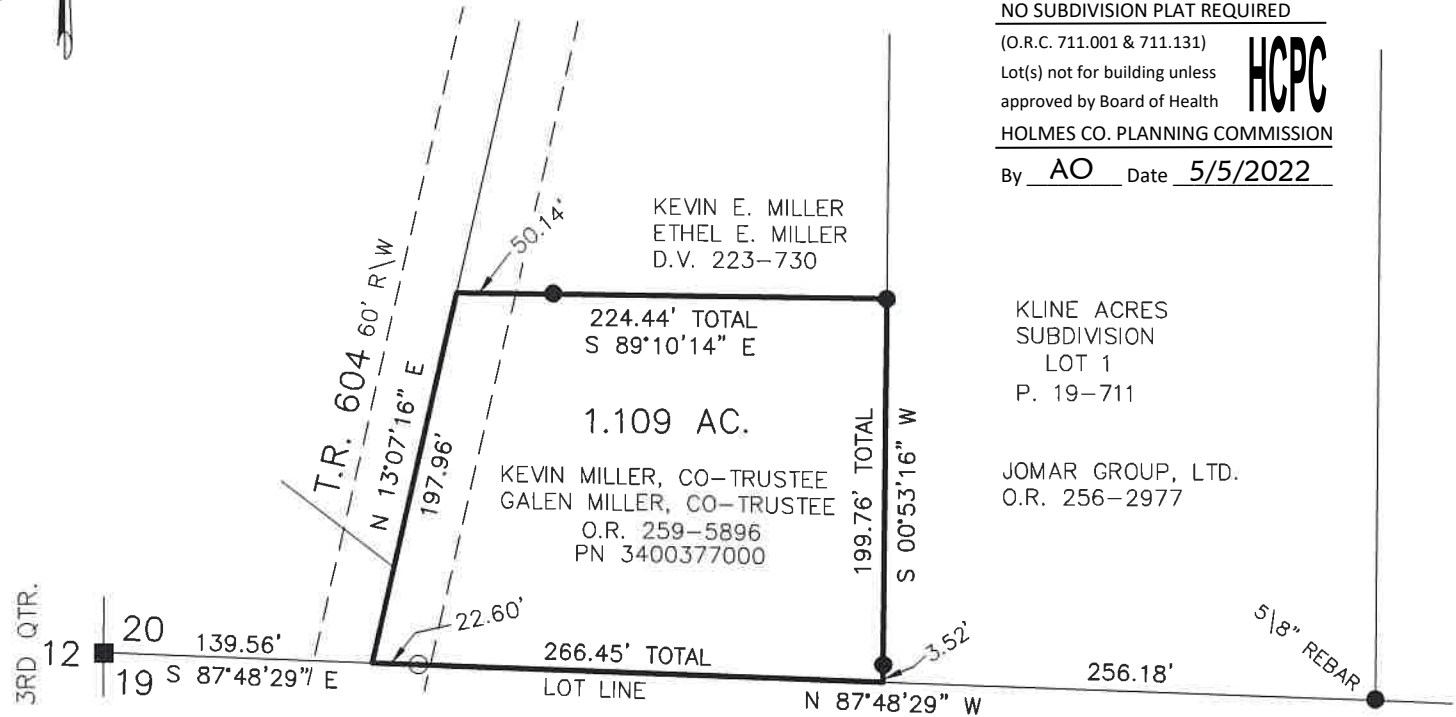 NO SUBDIVISION PLAT REQUIRED
(O.R.C. 711.001 & 711.131)
Lot(s) not for building unless
approved by Board of Health
HCPC
HOLMES CO. PLANNING COMMISSION
By AO Date 5/5/2022
KEVIN E. MILLER
ETHEL E. MILLER
D.V. 223-730
50.14'
T.R. 604 60' R\W
N 13°07'16" E
197.96'
224.44' TOTAL
S 89°10'14" E
1.109 AC.
KEVIN MILLER, CO-TRUSTEE
GALEN MILLER, CO-TRUSTEE
O.R. 259-5896
PN 3400377000
199.76' TOTAL
S 00°53'16" W
KLINE ACRES
SUBDIVISION
LOT 1
P. 19-711
JOMAR GROUP, LTD.
O.R. 256-2977
3RD QTR.
12
20
19
139.56'
S 87°48'29" E
22.60'
266.45' TOTAL
LOT LINE
3.52'
N 87°48'29" W
256.18'
5\8" REBAR